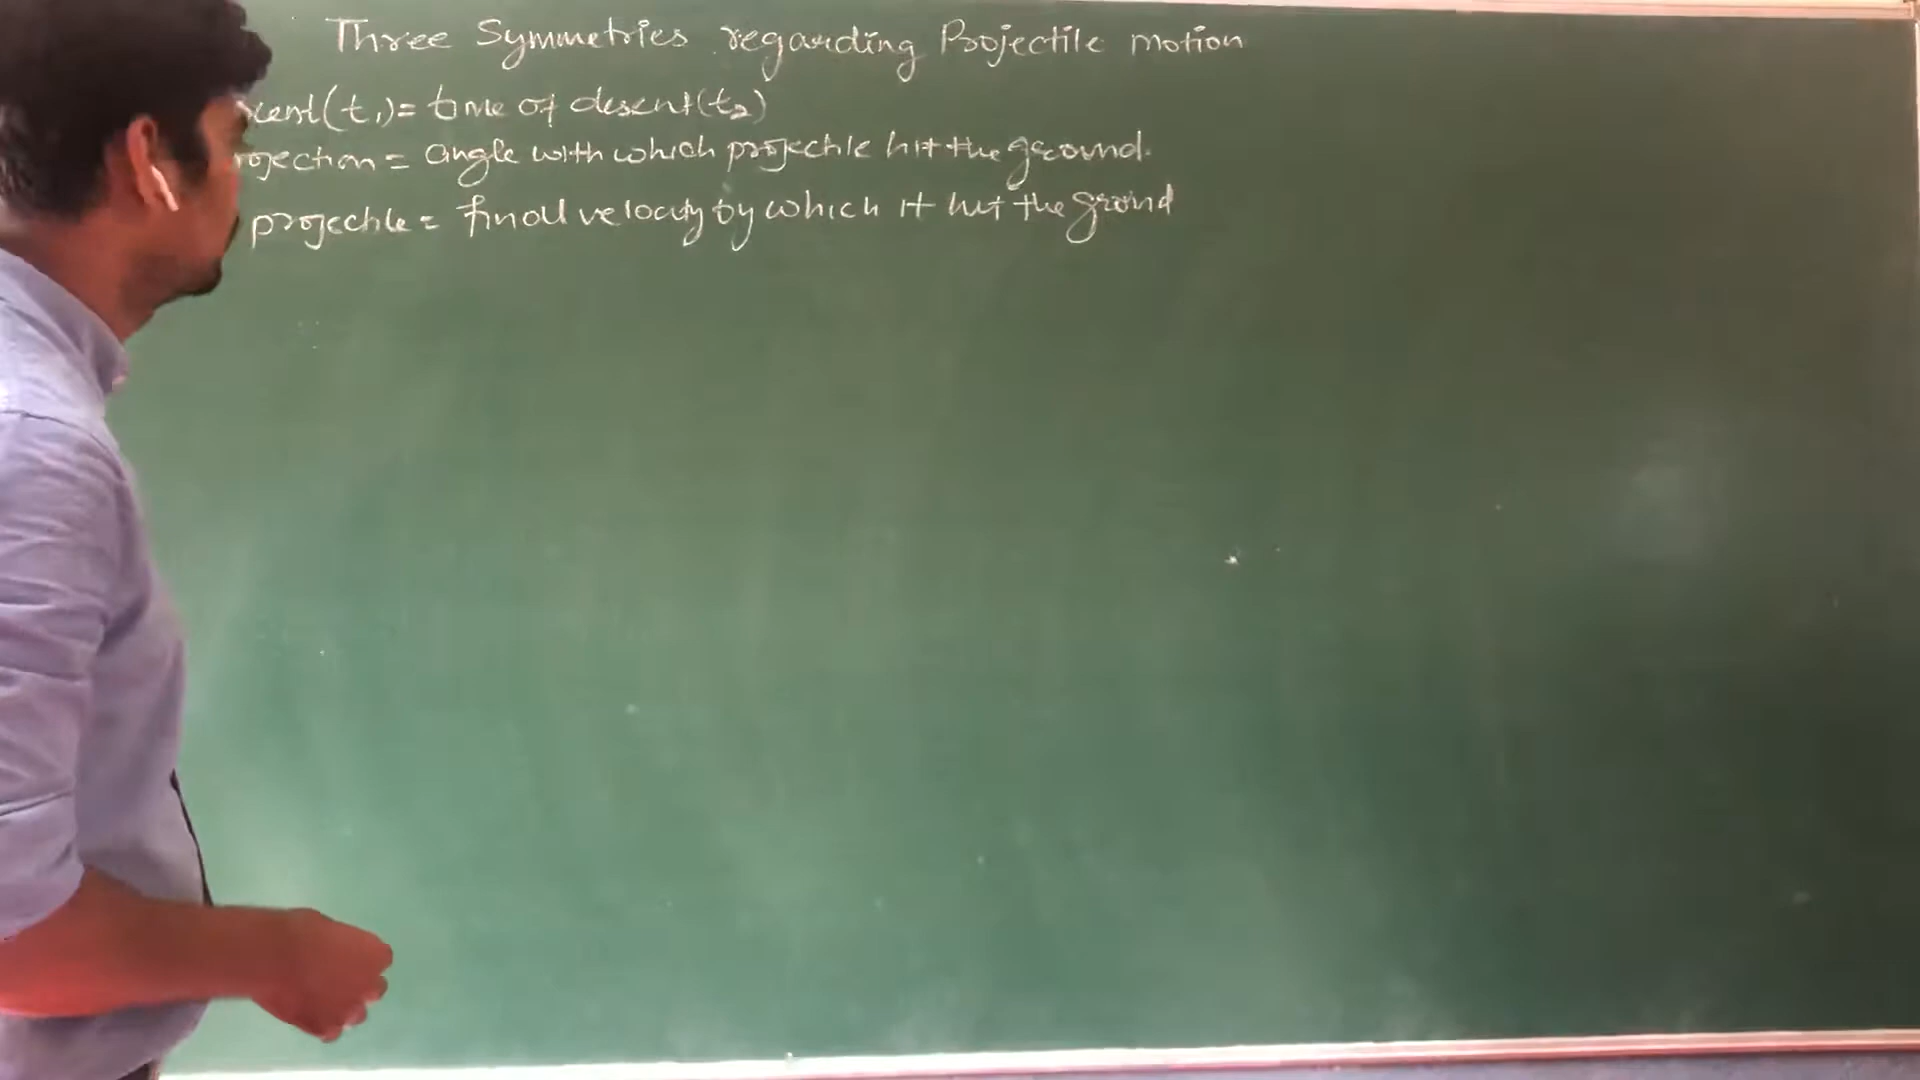 Three Symmetries regarding Projectile motion
cent (t1) = time of desent (t2)
rojection = angle with which projectile hit the ground.
projectile = final velocity by which it hit the ground